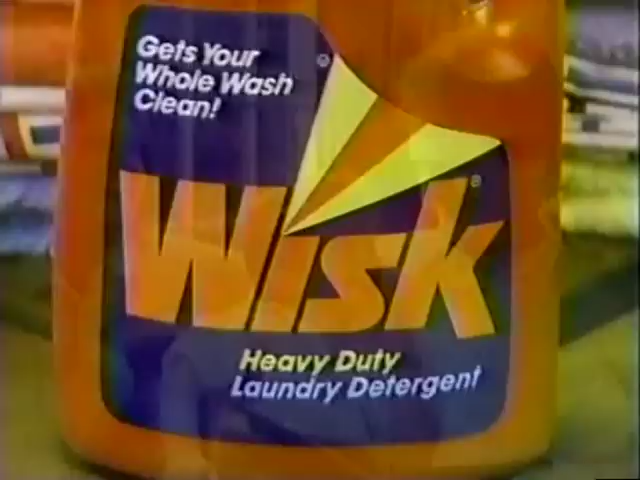 Gets Your
Whole Wash
Clean!
Wisk
Heavy Duty
Laundry Detergent